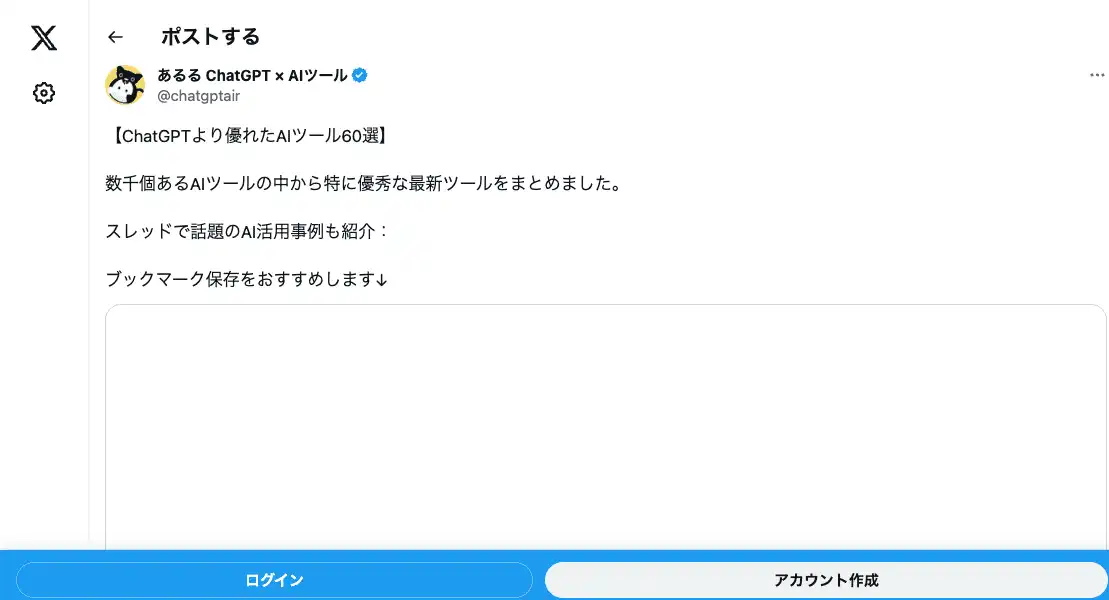 ポストする
あるる ChatGPT × AIツール
@chatgptair
【ChatGPTより優れたAIツール60選】
数千個あるAIツールの中から特に優秀な最新ツールをまとめました。
スレッドで話題のAI活用事例も紹介：
ブックマーク保存をおすすめします↓
ログイン
アカウント作成